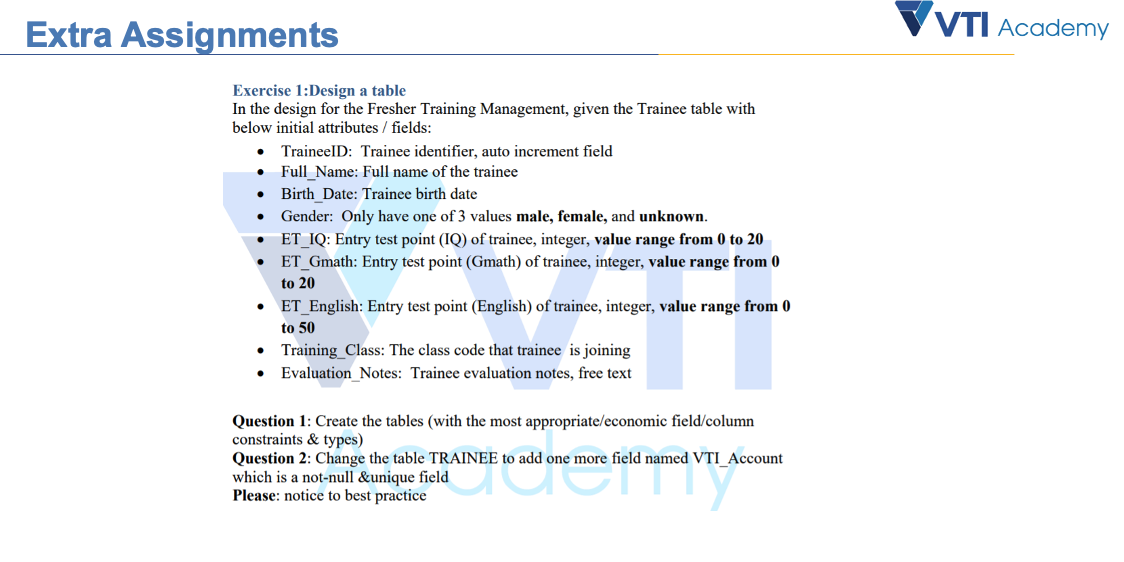 Extra Assignments
VTI Academy
Exercise 1:Design a table
In the design for the Fresher Training Management, given the Trainee table with
below initial attributes / fields:
• TraineeID:  Trainee identifier, auto increment field
• Full_Name: Full name of the trainee
• Birth_Date: Trainee birth date
• Gender:  Only have one of 3 values male, female, and unknown.
• ET_IQ: Entry test point (IQ) of trainee, integer, value range from 0 to 20
• ET_Gmath: Entry test point (Gmath) of trainee, integer, value range from 0
to 20
• ET_English: Entry test point (English) of trainee, integer, value range from 0
to 50
• Training_Class: The class code that trainee  is joining
• Evaluation_Notes:  Trainee evaluation notes, free text
VTI
Academy
Question 1: Create the tables (with the most appropriate/economic field/column
constraints & types)
Question 2: Change the table TRAINEE to add one more field named VTI_Account
which is a not-null &unique field
Please: notice to best practice